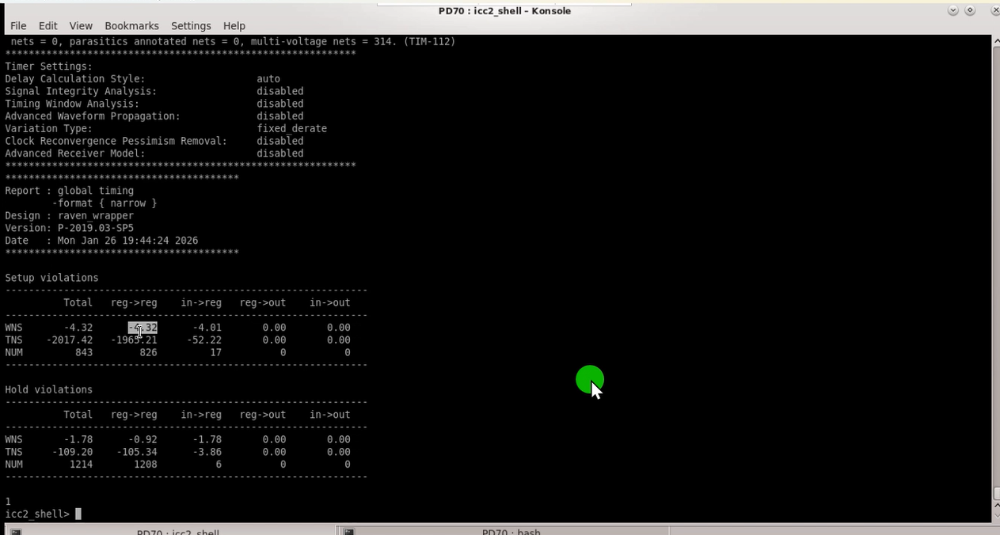 PD70 : icc2_shell – Konsole
File Edit View Bookmarks Settings Help
 nets = 0, parasitics annotated nets = 0, multi-voltage nets = 314. (TIM-112)
************************************************************
Timer Settings:
Delay Calculation Style:                   auto
Signal Integrity Analysis:                 disabled
Timing Window Analysis:                    disabled
Advanced Waveform Propagation:             disabled
Variation Type:                            fixed_derate
Clock Reconvergence Pessimism Removal:     disabled
Advanced Receiver Model:                   disabled
************************************************************
****************************************
Report : global timing
        -format { narrow }
Design : raven_wrapper
Version: P-2019.03-SP5
Date   : Mon Jan 26 19:44:24 2026
****************************************
Setup violations
--------------------------------------------------------------
          Total   reg->reg    in->reg   reg->out    in->out
--------------------------------------------------------------
WNS       -4.32      -4.32      -4.01       0.00       0.00
TNS    -2017.42   -1965.21     -52.22       0.00       0.00
NUM         843        826         17          0          0
--------------------------------------------------------------
Hold violations
--------------------------------------------------------------
          Total   reg->reg    in->reg   reg->out    in->out
--------------------------------------------------------------
WNS       -1.78      -0.92      -1.78       0.00       0.00
TNS     -109.20    -105.34      -3.86       0.00       0.00
NUM        1214       1208          6          0          0
--------------------------------------------------------------
1
icc2_shell>
PD70 : icc2_shell PD70 : bash